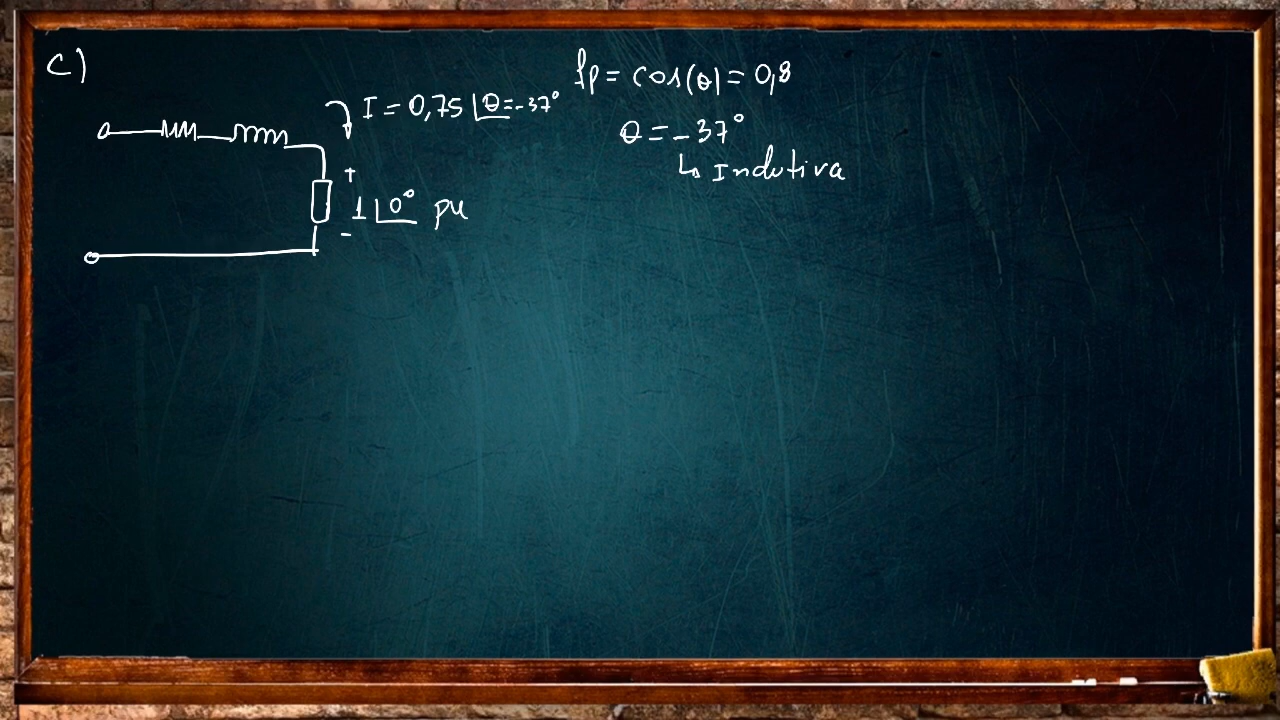 c)
I = 0,75 θ=-37°
+
1 0° pu
-
fp = cos(θ) = 0,8
θ = -37°
↳ Indutiva